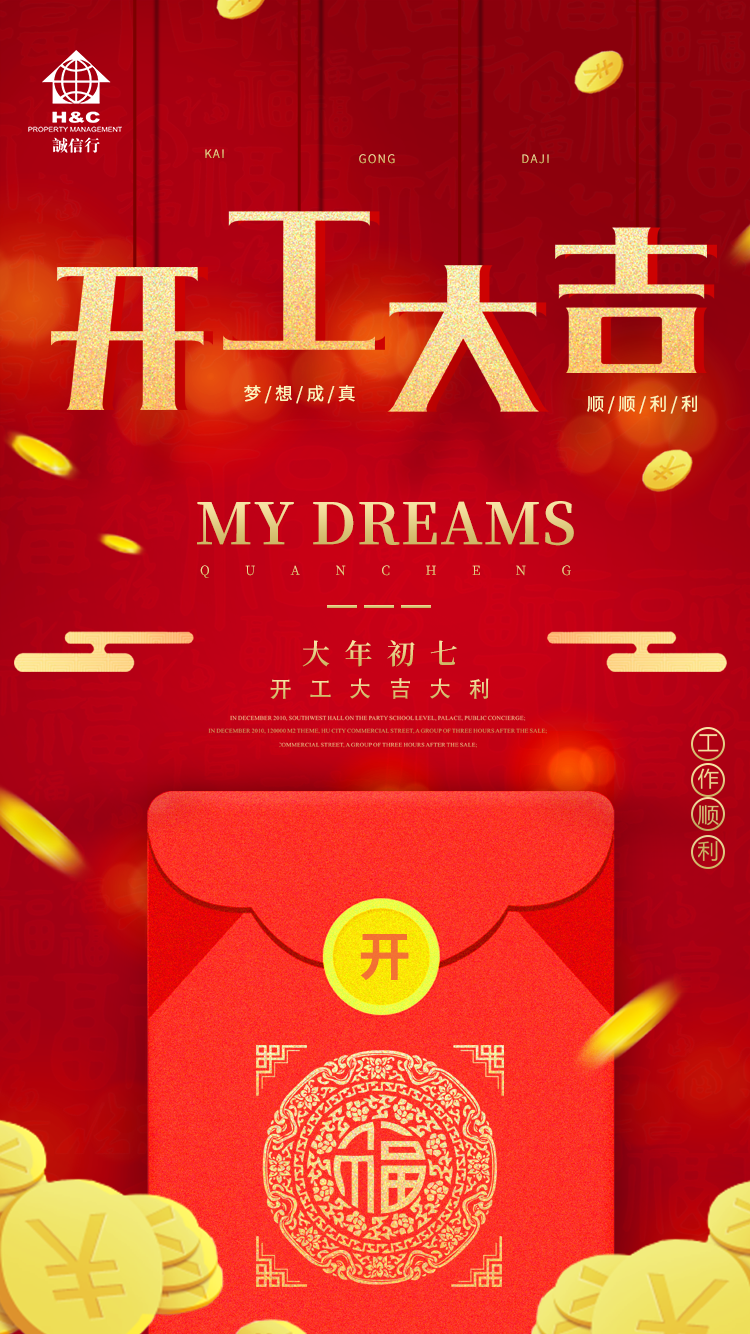 H&C
PROPERTY MANAGEMENT
誠信行
KAI GONG DAJI
开工大吉
梦/想/成/真
顺/顺/利/利
MY DREAMS
QUANCHENG
大年初七
开工大吉大利
IN DECEMBER 2010, SOUTHWEST HALL ON THE PARTY SCHOOL LEVEL, PALACE, PUBLIC CONCIERGE;
IN DECEMBER 2010, 120000 M2 THEME, HU CITY COMMERCIAL STREET, A GROUP OF THREE HOURS AFTER THE SALE;
COMMERCIAL STREET, A GROUP OF THREE HOURS AFTER THE SALE;
工作顺利
开
福
¥
¥